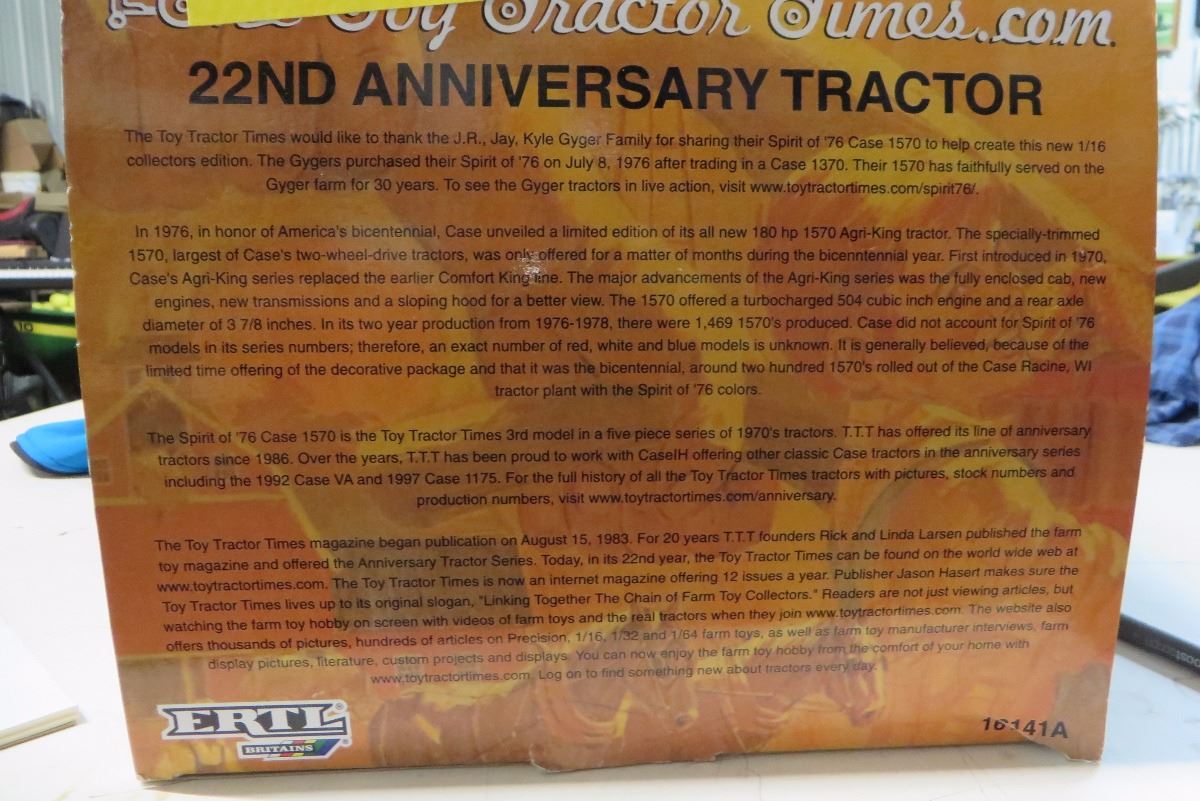 The Toy Tractor Times.com
22ND ANNIVERSARY TRACTOR
The Toy Tractor Times would like to thank the J.R., Jay, Kyle Gyger Family for sharing their Spirit of '76 Case 1570 to help create this new 1/16
collectors edition. The Gygers purchased their Spirit of '76 on July 8, 1976 after trading in a Case 1370. Their 1570 has faithfully served on the
Gyger farm for 30 years. To see the Gyger tractors in live action, visit www.toytractortimes.com/spirit76/.
In 1976, in honor of America's bicentennial, Case unveiled a limited edition of its all new 180 hp 1570 Agri-King tractor. The specially-trimmed
1570, largest of Case's two-wheel-drive tractors, was only offered for a matter of months during the bicenntennial year. First introduced in 1970,
Case's Agri-King series replaced the earlier Comfort King line. The major advancements of the Agri-King series was the fully enclosed cab, new
engines, new transmissions and a sloping hood for a better view. The 1570 offered a turbocharged 504 cubic inch engine and a rear axle
diameter of 3 7/8 inches. In its two year production from 1976-1978, there were 1,469 1570's produced. Case did not account for Spirit of '76
models in its series numbers; therefore, an exact number of red, white and blue models is unknown. It is generally believed, because of the
limited time offering of the decorative package and that it was the bicentennial, around two hundred 1570's rolled out of the Case Racine, WI
tractor plant with the Spirit of '76 colors.
The Spirit of '76 Case 1570 is the Toy Tractor Times 3rd model in a five piece series of 1970's tractors. T.T.T has offered its line of anniversary
tractors since 1986. Over the years, T.T.T has been proud to work with CaseIH offering other classic Case tractors in the anniversary series
including the 1992 Case VA and 1997 Case 1175. For the full history of all the Toy Tractor Times tractors with pictures, stock numbers and
production numbers, visit www.toytractortimes.com/anniversary.
The Toy Tractor Times magazine began publication on August 15, 1983. For 20 years T.T.T founders Rick and Linda Larsen published the farm
toy magazine and offered the Anniversary Tractor Series. Today, in its 22nd year, the Toy Tractor Times can be found on the world wide web at
www.toytractortimes.com. The Toy Tractor Times is now an internet magazine offering 12 issues a year. Publisher Jason Hasert makes sure the
Toy Tractor Times lives up to its original slogan, "Linking Together The Chain of Farm Toy Collectors." Readers are not just viewing articles, but
watching the farm toy hobby on screen with videos of farm toys and the real tractors when they join www.toytractortimes.com. The website also
offers thousands of pictures, hundreds of articles on Precision, 1/16, 1/32 and 1/64 farm toys, as well as farm toy manufacturer interviews, farm
display pictures, literature, custom projects and displays. You can now enjoy the farm toy hobby from the comfort of your home with
www.toytractortimes.com. Log on to find something new about tractors every day.
ERTL®
BRITAINS®
16141A